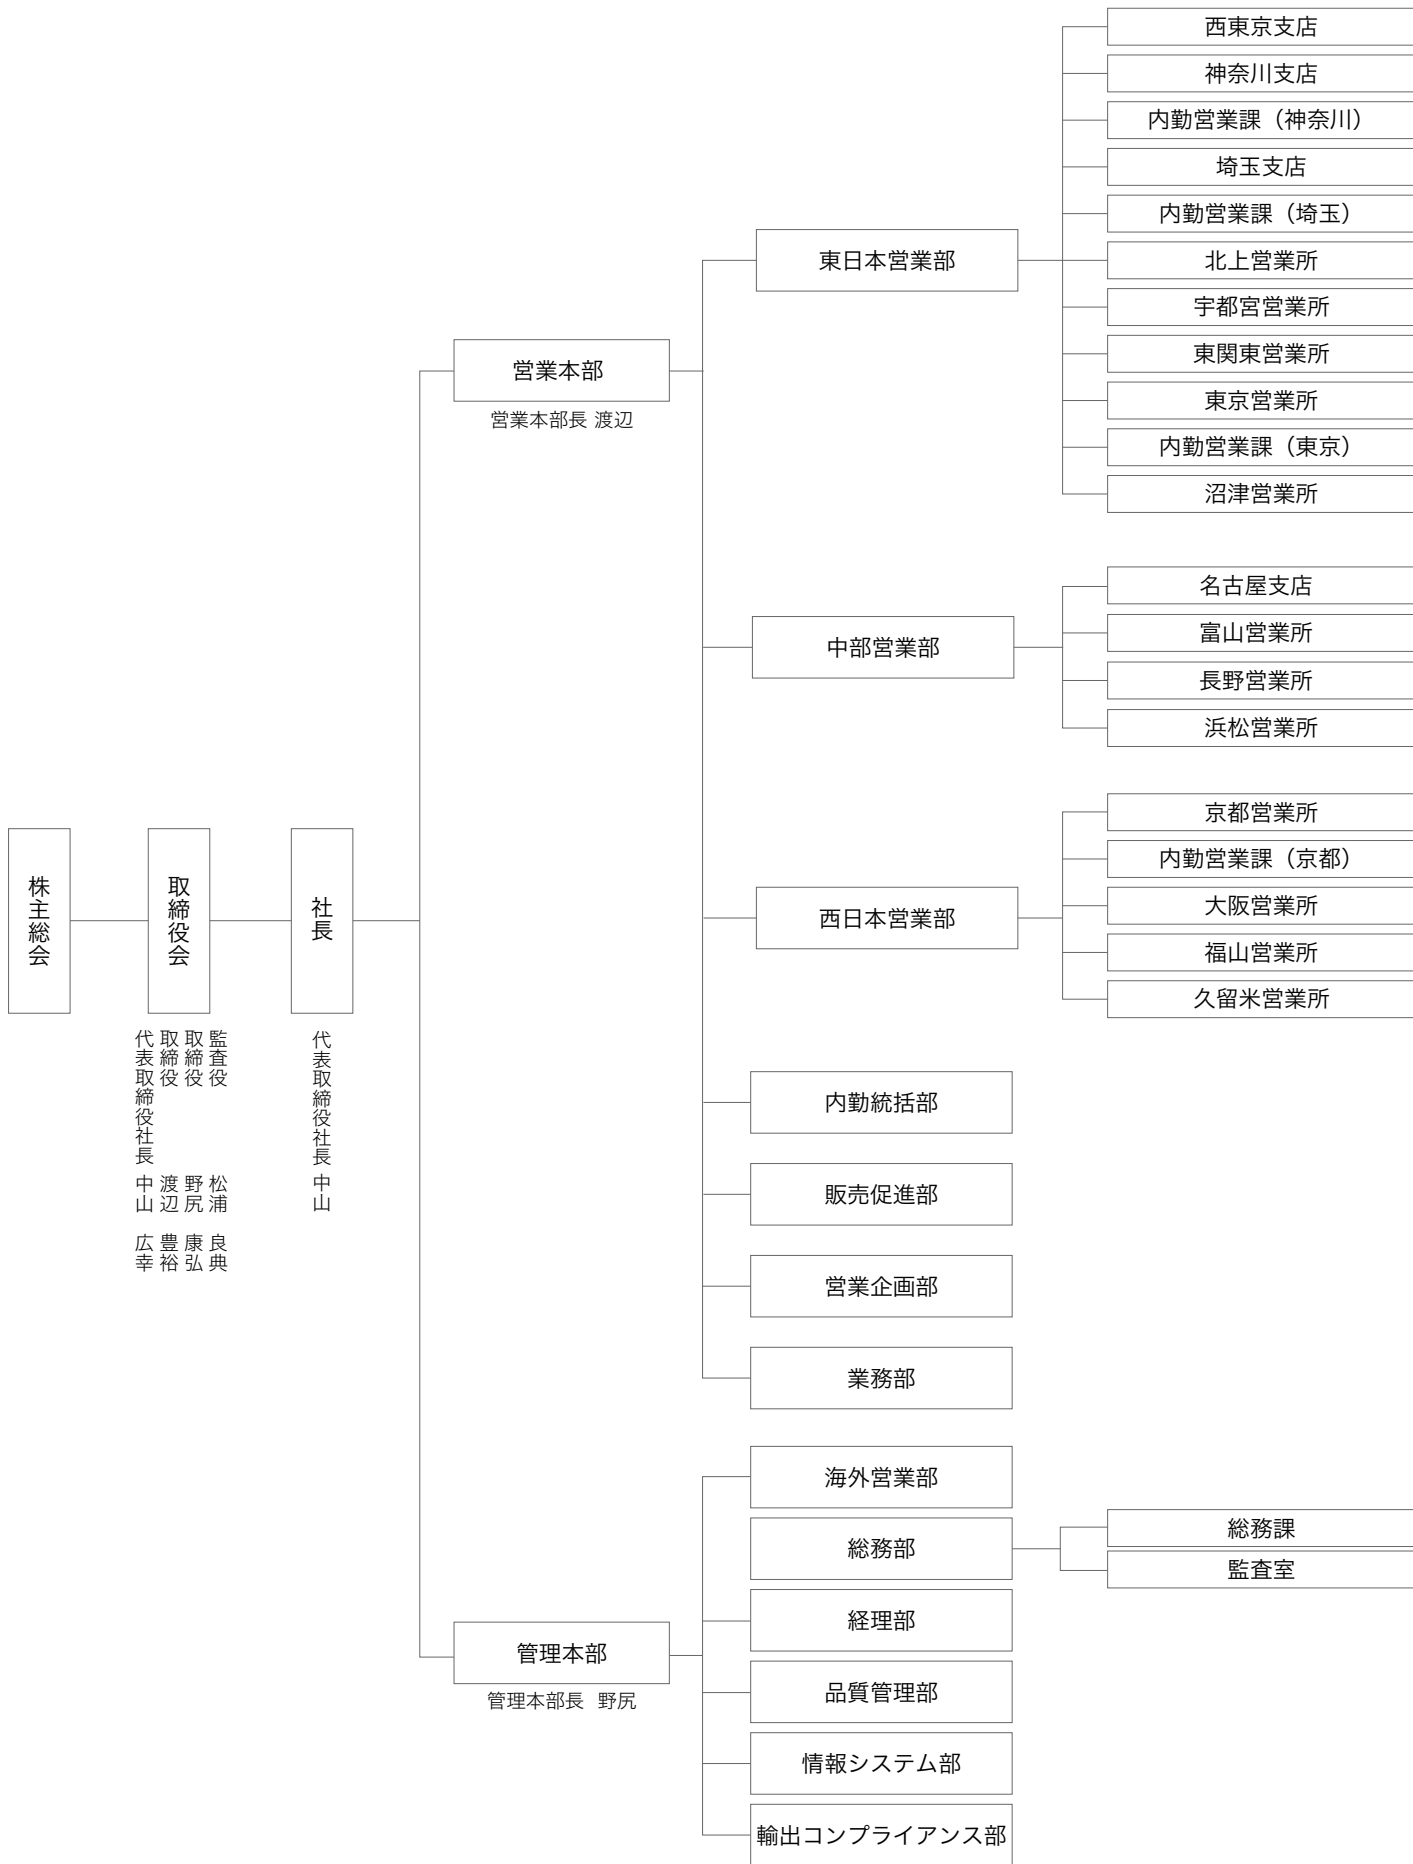 株主総会
取締役会
代表取締役社長 中山 広幸
取締役 渡辺 豊裕
取締役 野尻 康弘
監査役 松浦 良典
社長
代表取締役社長 中山
営業本部
営業本部長 渡辺
東日本営業部
西東京支店
神奈川支店
内勤営業課（神奈川）
埼玉支店
内勤営業課（埼玉）
北上営業所
宇都宮営業所
東関東営業所
東京営業所
内勤営業課（東京）
沼津営業所
中部営業部
名古屋支店
富山営業所
長野営業所
浜松営業所
西日本営業部
京都営業所
内勤営業課（京都）
大阪営業所
福山営業所
久留米営業所
内勤統括部
販売促進部
営業企画部
業務部
管理本部
管理本部長 野尻
海外営業部
総務部
総務課
監査室
経理部
品質管理部
情報システム部
輸出コンプライアンス部